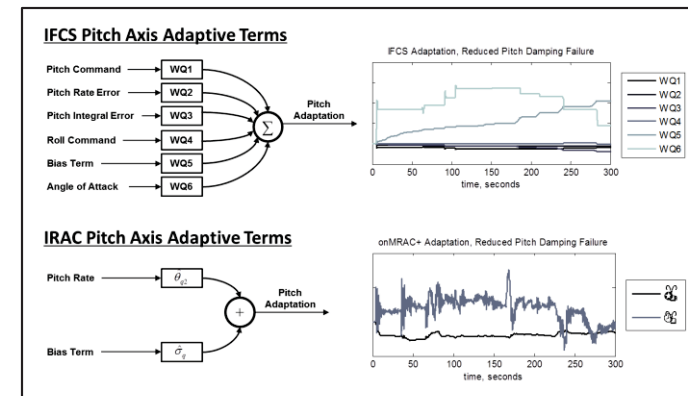 IFCS Pitch Axis Adaptive Terms
Pitch Command
WQ1
Pitch Rate Error
WQ2
Pitch Integral Error
WQ3
Roll Command
WQ4
Bias Term
WQ5
Angle of Attack
WQ6
Σ
Pitch
Adaptation
IFCS Adaptation, Reduced Pitch Damping Failure
WQ1
WQ2
WQ3
WQ4
WQ5
WQ6
0 50 100 150 200 250 300
time, seconds
IRAC Pitch Axis Adaptive Terms
Pitch Rate
θ̂q2
Bias Term
σ̂q
+
Pitch
Adaptation
onMRAC+ Adaptation, Reduced Pitch Damping Failure
0 50 100 150 200 250 300
time, seconds